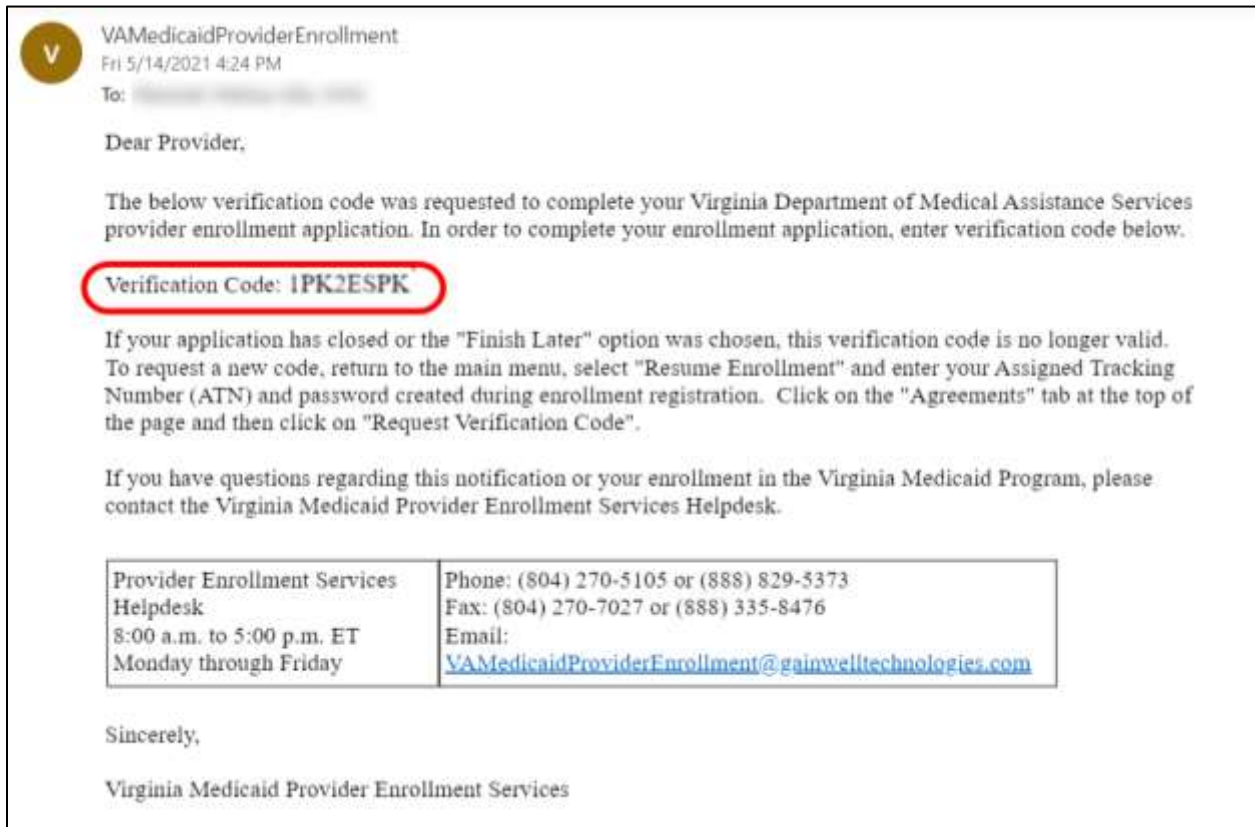 V
VAMedicaidProviderEnrollment
Fri 5/14/2021 4:24 PM
To:
Dear Provider,
The below verification code was requested to complete your Virginia Department of Medical Assistance Services
provider enrollment application. In order to complete your enrollment application, enter verification code below.
Verification Code: 1PK2ESPK
If your application has closed or the "Finish Later" option was chosen, this verification code is no longer valid.
To request a new code, return to the main menu, select "Resume Enrollment" and enter your Assigned Tracking
Number (ATN) and password created during enrollment registration. Click on the "Agreements" tab at the top of
the page and then click on "Request Verification Code".
If you have questions regarding this notification or your enrollment in the Virginia Medicaid Program, please
contact the Virginia Medicaid Provider Enrollment Services Helpdesk.
Provider Enrollment Services
Helpdesk
8:00 a.m. to 5:00 p.m. ET
Monday through Friday
Phone: (804) 270-5105 or (888) 829-5373
Fax: (804) 270-7027 or (888) 335-8476
Email:
VAMedicaidProviderEnrollment@gainwelltechnologies.com
Sincerely,
Virginia Medicaid Provider Enrollment Services